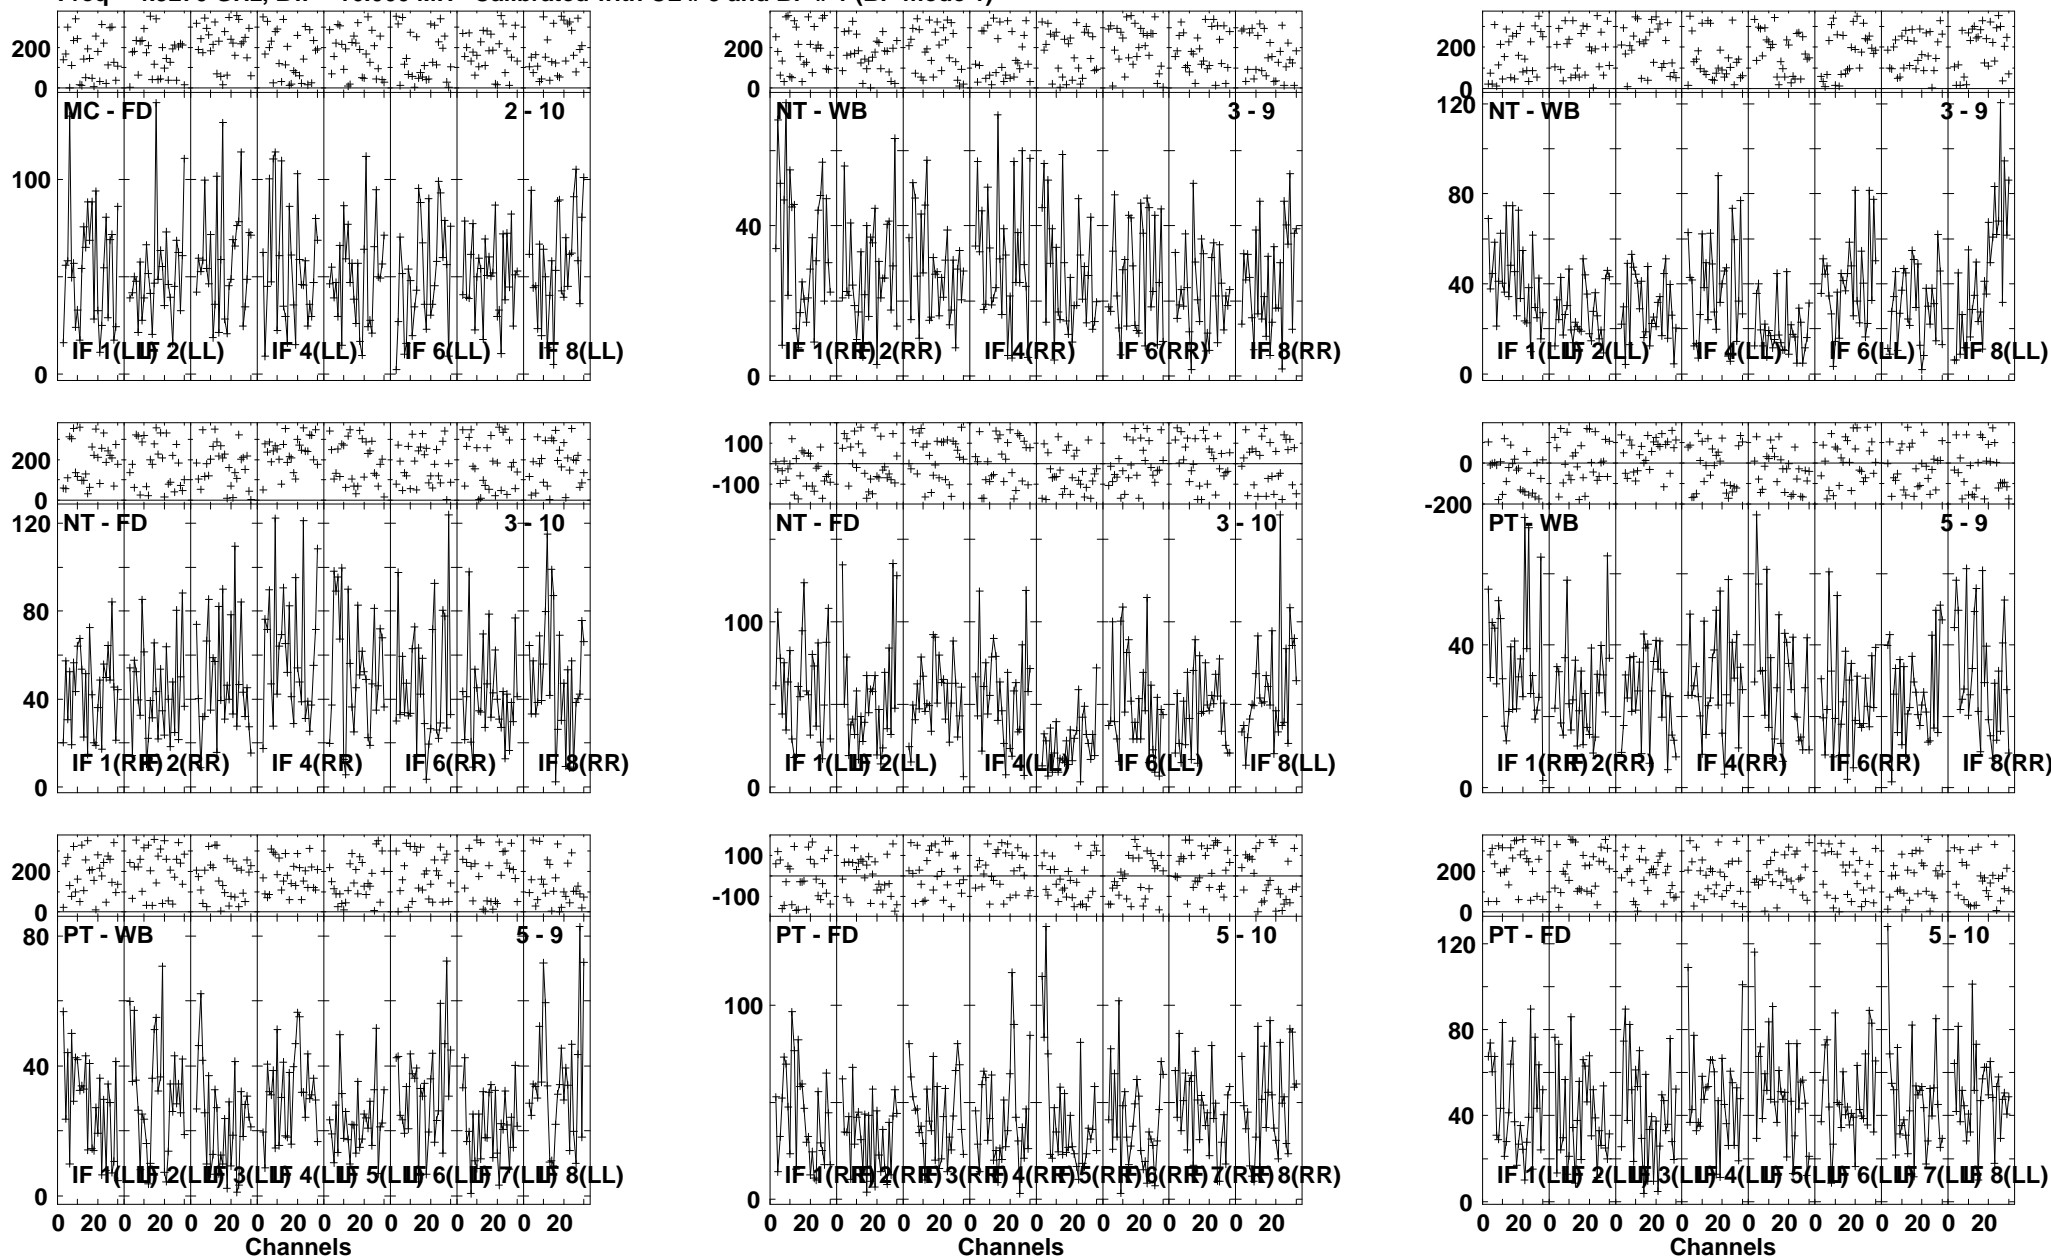 200
0
MC - FD 2 - 10
100
0
IF 1(LL) IF 2(LL) IF 4(LL) IF 6(LL) IF 8(LL)
200
0
NT - WB 3 - 9
40
0
IF 1(RR) IF 2(RR) IF 4(RR) IF 6(RR) IF 8(RR)
200
0
120
NT - WB 3 - 9
80
40
0
IF 1(LL) IF 2(LL) IF 4(LL) IF 6(LL) IF 8(LL)
200
0
NT - FD 3 - 10
120
80
40
0
IF 1(RR) IF 2(RR) IF 4(RR) IF 6(RR) IF 8(RR)
100
-100
NT - FD 3 - 10
100
0
IF 1(LL) IF 2(LL) IF 4(LL) IF 6(LL) IF 8(LL)
0
-200
PT - WB 5 - 9
40
0
IF 1(RR) IF 2(RR) IF 4(RR) IF 6(RR) IF 8(RR)
200
0
PT - WB 5 - 9
80
40
0
IF 1(LL) IF 2(LL) IF 3(LL) IF 4(LL) IF 5(LL) IF 6(LL) IF 7(LL) IF 8(LL)
0 20 0 20 0 20 0 20 0 20 0 20 0 20 0 20
Channels
100
-100
PT - FD 5 - 10
100
0
IF 1(RR) IF 2(RR) IF 3(RR) IF 4(RR) IF 5(RR) IF 6(RR) IF 7(RR) IF 8(RR)
0 20 0 20 0 20 0 20 0 20 0 20 0 20 0 20
Channels
200
0
PT - FD 5 - 10
120
80
40
0
IF 1(LL) IF 2(LL) IF 3(LL) IF 4(LL) IF 5(LL) IF 6(LL) IF 7(LL) IF 8(LL)
0 20 0 20 0 20 0 20 0 20 0 20 0 20 0 20
Channels